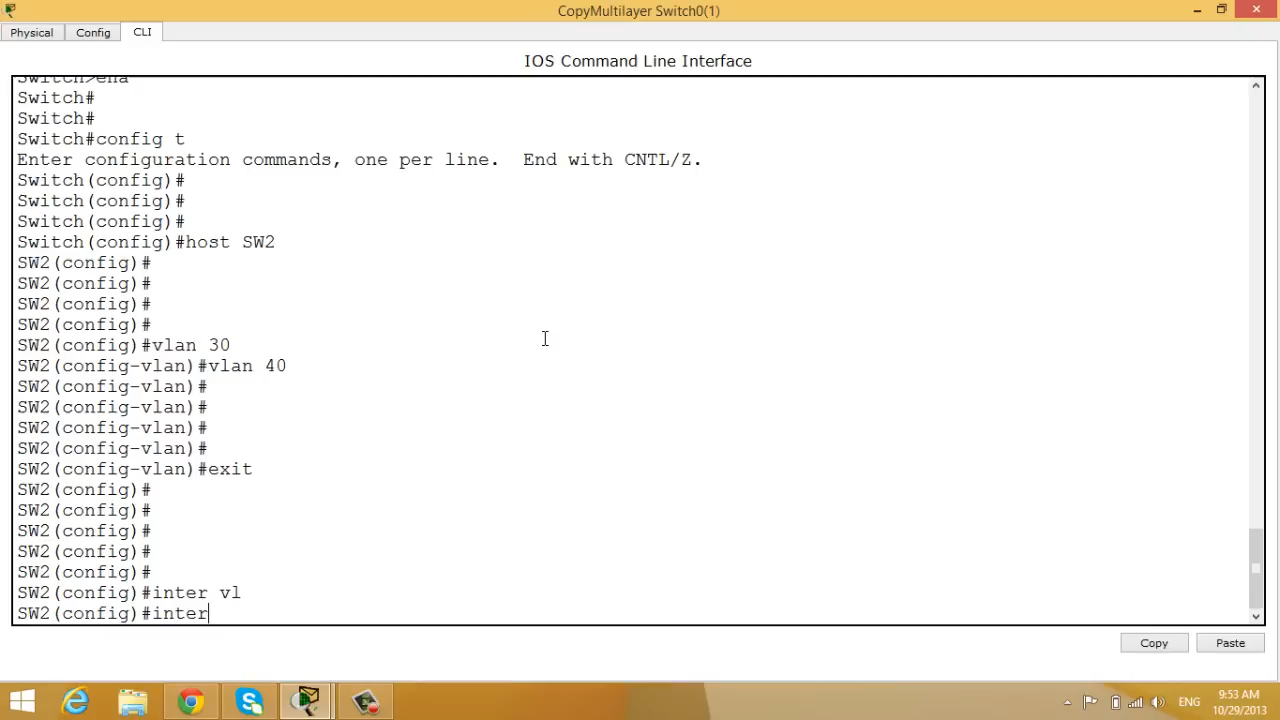 CopyMultilayer Switch0(1)
Physical Config CLI
IOS Command Line Interface
Switch>ena
Switch#
Switch#
Switch#config t
Enter configuration commands, one per line.  End with CNTL/Z.
Switch(config)#
Switch(config)#
Switch(config)#
Switch(config)#host SW2
SW2(config)#
SW2(config)#
SW2(config)#
SW2(config)#
SW2(config)#vlan 30
SW2(config-vlan)#vlan 40
SW2(config-vlan)#
SW2(config-vlan)#
SW2(config-vlan)#
SW2(config-vlan)#
SW2(config-vlan)#exit
SW2(config)#
SW2(config)#
SW2(config)#
SW2(config)#
SW2(config)#
SW2(config)#inter vl
SW2(config)#inter
Copy Paste
ENG
9:53 AM
10/29/2013